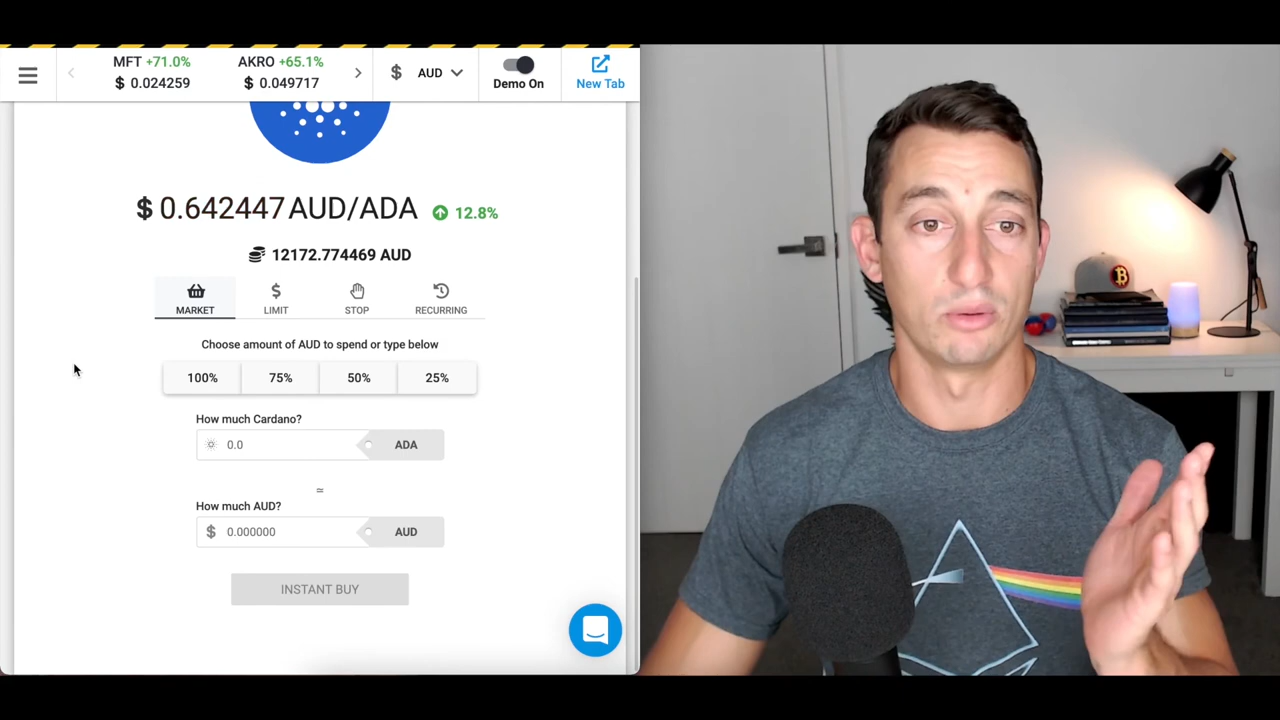 MFT +71.0%
$ 0.024259
AKRO +65.1%
$ 0.049717
$ AUD
Demo On
New Tab
$ 0.642447 AUD/ADA 12.8%
12172.774469 AUD
MARKET
$ LIMIT
STOP
RECURRING
Choose amount of AUD to spend or type below
100% 75% 50% 25%
How much Cardano?
0.0 ADA
≃
How much AUD?
$ 0.000000 AUD
INSTANT BUY